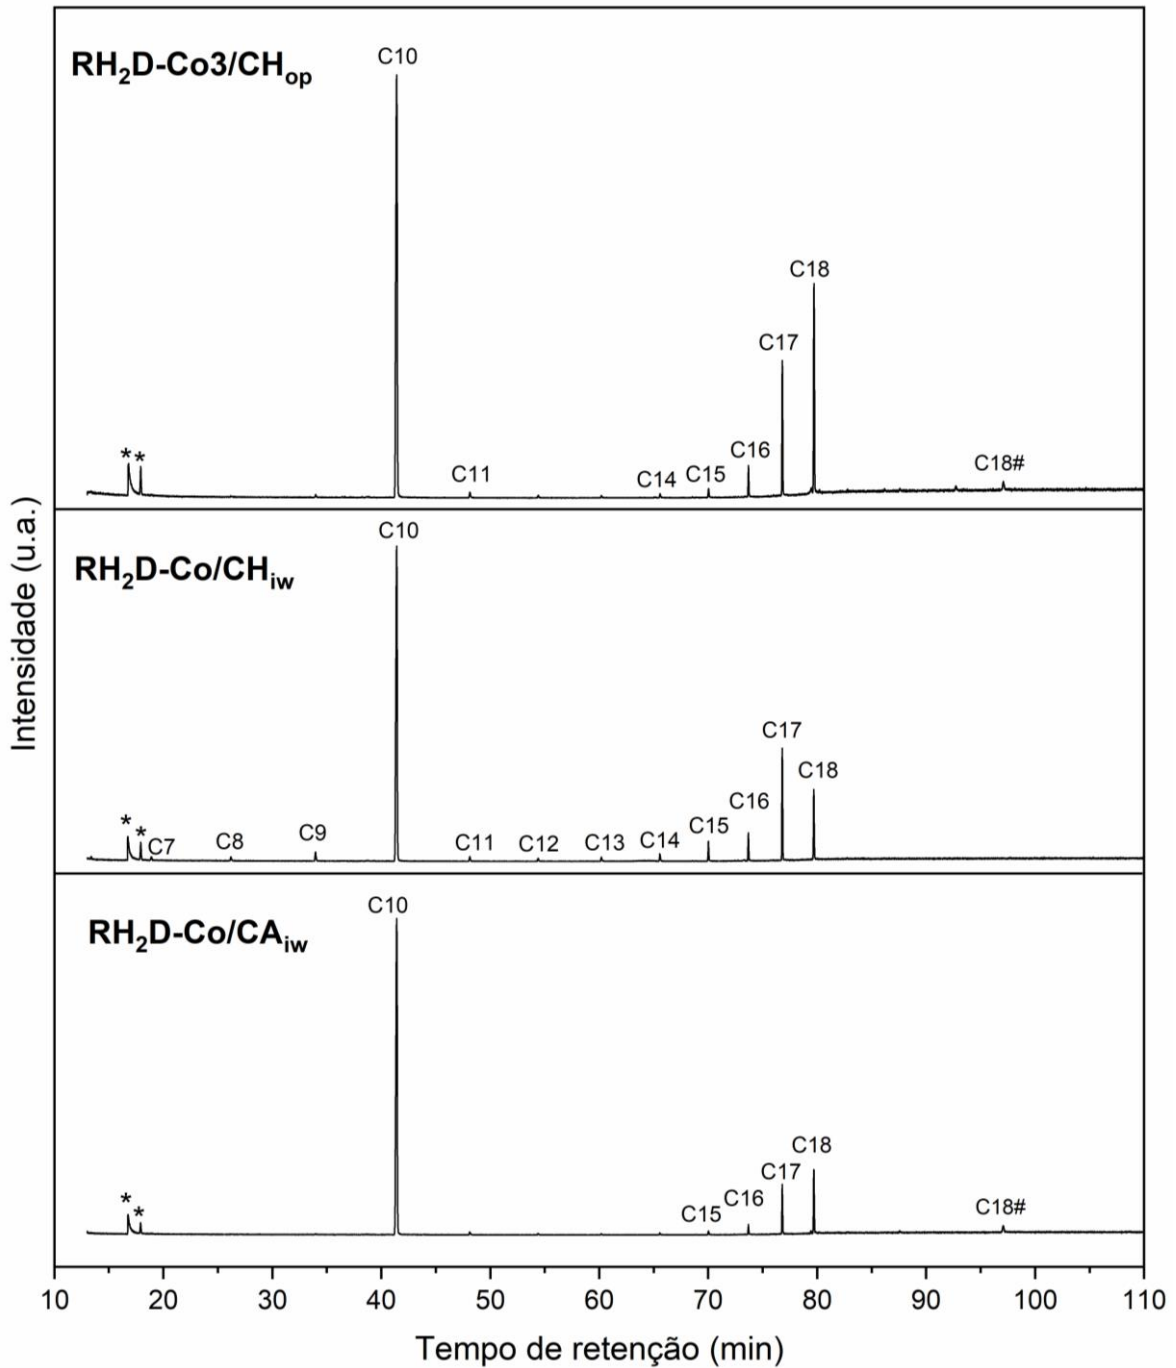 RH₂D-Co3/CHop
C10
C18
C17
* *
C11
C14
C15
C16
C18#
RH₂D-Co/CHiw
C10
C17
C18
* *
C7
C8
C9
C11
C12
C13
C14
C15
C16
RH₂D-Co/CAiw
C10
* *
C15
C16
C17
C18
C18#
Intensidade (u.a.)
10 20 30 40 50 60 70 80 90 100 110
Tempo de retenção (min)